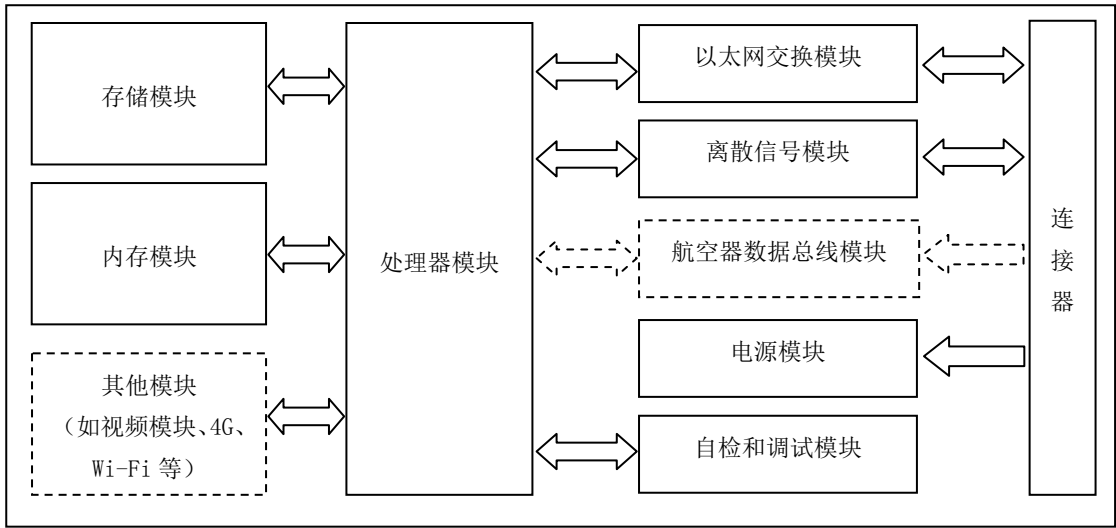 存储模块
内存模块
其他模块
（如视频模块、4G、
Wi-Fi 等）
处理器模块
以太网交换模块
离散信号模块
航空器数据总线模块
电源模块
自检和调试模块
连
接
器